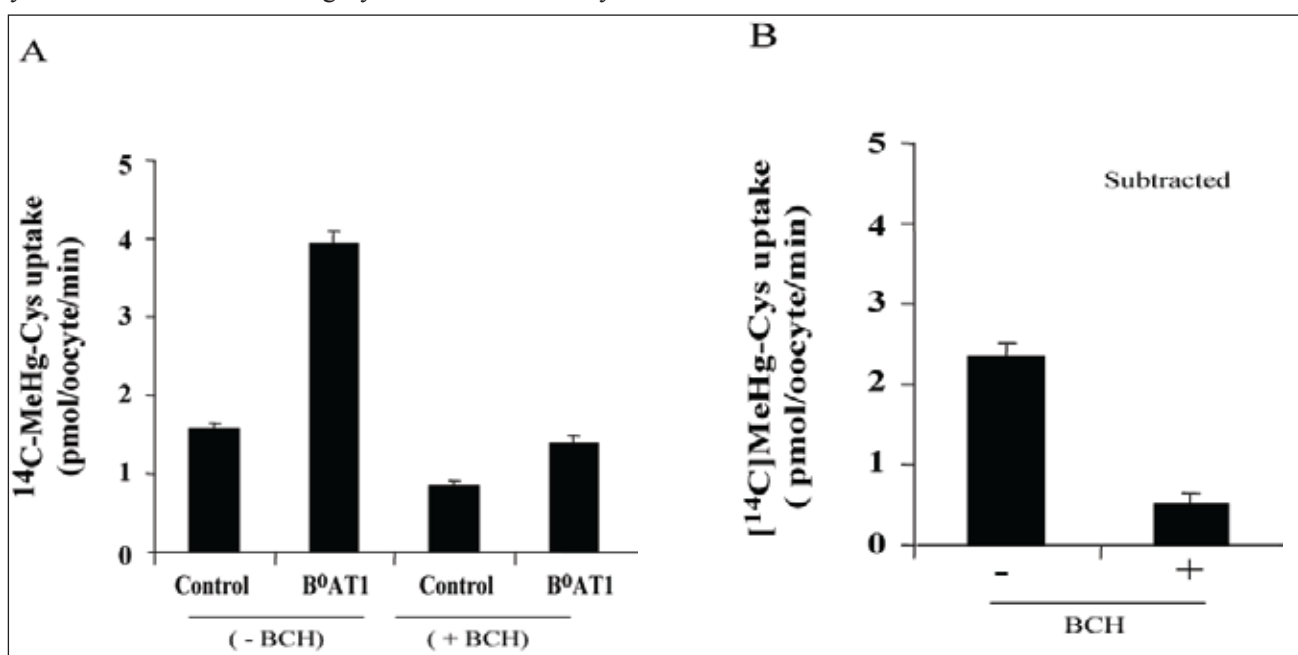 A
¹⁴C-MeHg-Cys uptake
(pmol/oocyte/min)
5
4
3
2
1
0
Control
B⁰AT1
Control
B⁰AT1
( - BCH)
( + BCH)
B
Subtracted
[¹⁴C]MeHg-Cys uptake
( pmol/oocyte/min)
5
4
3
2
1
0
-
+
BCH